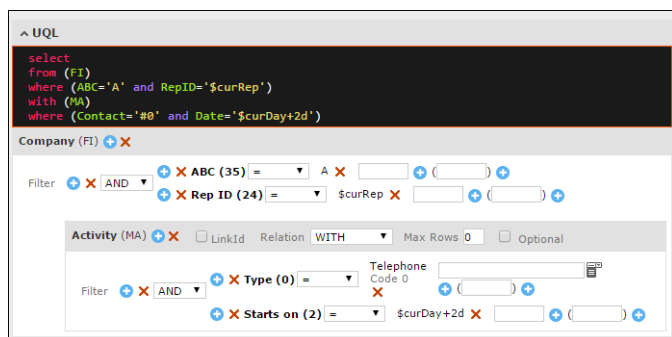 UQL
select
from (FI)
where (ABC='A' and RepID='$curRep')
with (MA)
where (Contact='#0' and Date='$curDay+2d')
Company (FI)
Filter AND ABC (35) = A ( )
Rep ID (24) = $curRep ( )
Activity (MA) LinkId Relation WITH Max Rows 0 Optional
Filter AND Type (0) = Telephone
Code 0 ( )
Starts on (2) = $curDay+2d ( )